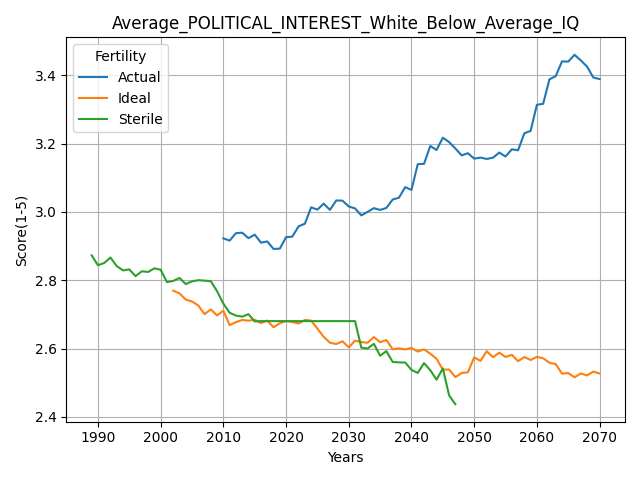 Average_POLITICAL_INTEREST_White_Below_Average_IQ
Fertility
Actual
Ideal
Sterile
Score(1-5)
3.4
3.2
3.0
2.8
2.6
2.4
1990 2000 2010 2020 2030 2040 2050 2060 2070
Years